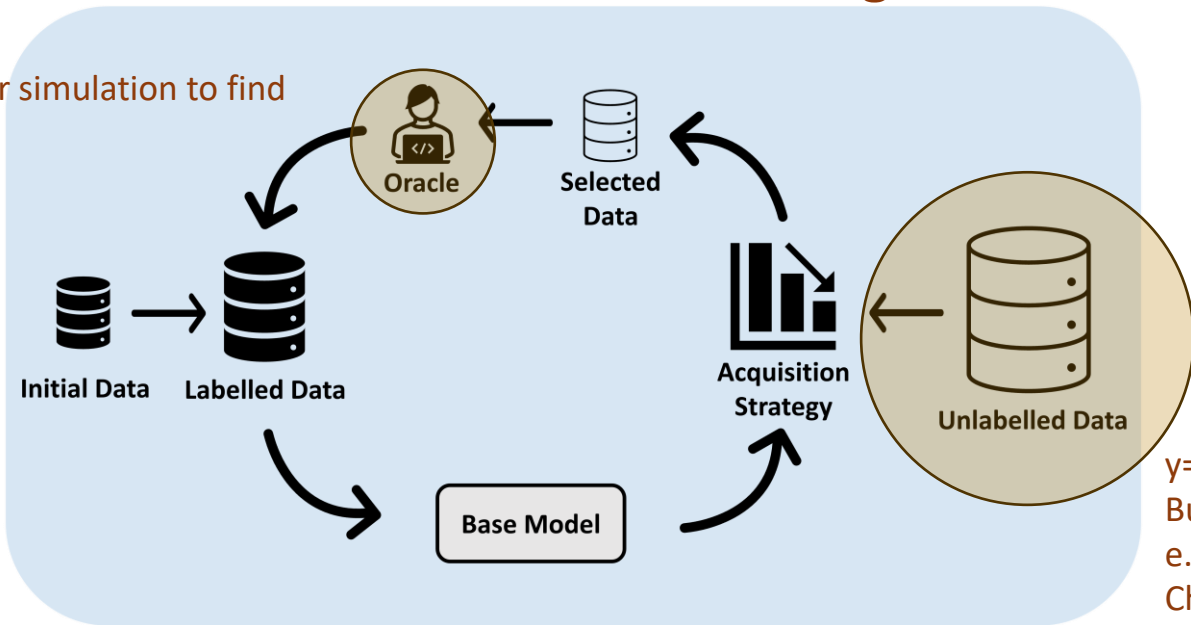 r simulation to find
</>
Oracle
Selected
Data
Initial Data
Labelled Data
Acquisition
Strategy
Unlabelled Data
Base Model
y=
Bu
e.
Ch